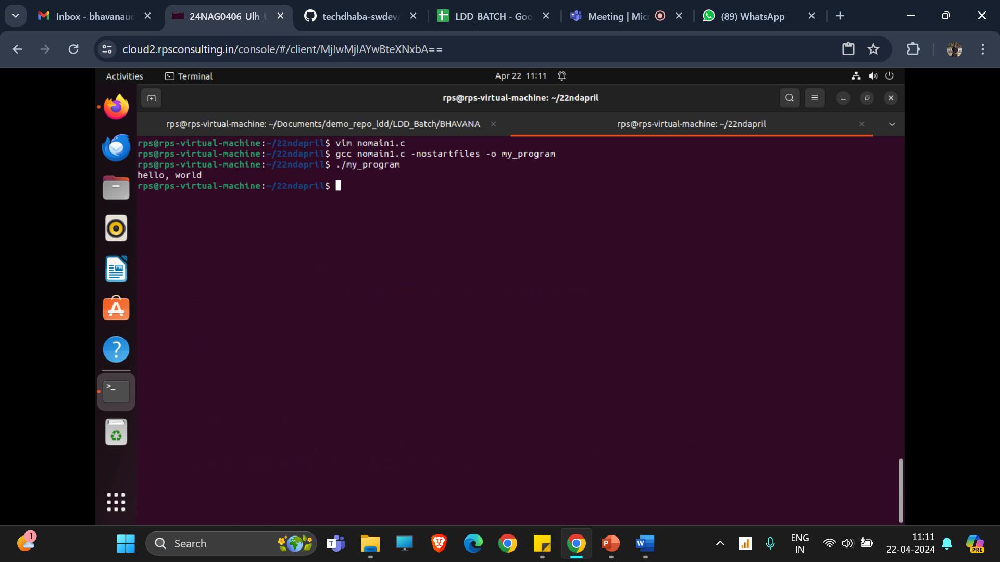 Inbox - bhavanauc
24NAG0406_Ulh_U
techdhaba-swdev/
LDD_BATCH - Goo
Meeting | Micr
(89) WhatsApp
cloud2.rpsconsulting.in/console/#/client/MjIwMjIAYwBteXNxbA==
Activities
Terminal
Apr 22 11:11
rps@rps-virtual-machine: ~/22ndapril
rps@rps-virtual-machine: ~/Documents/demo_repo_ldd/LDD_Batch/BHAVANA
rps@rps-virtual-machine: ~/22ndapril
rps@rps-virtual-machine:~/22ndapril$ vim nomain1.c
rps@rps-virtual-machine:~/22ndapril$ gcc nomain1.c -nostartfiles -o my_program
rps@rps-virtual-machine:~/22ndapril$ ./my_program
hello, world
rps@rps-virtual-machine:~/22ndapril$
1
Search
ENG
IN
11:11
22-04-2024
PRE